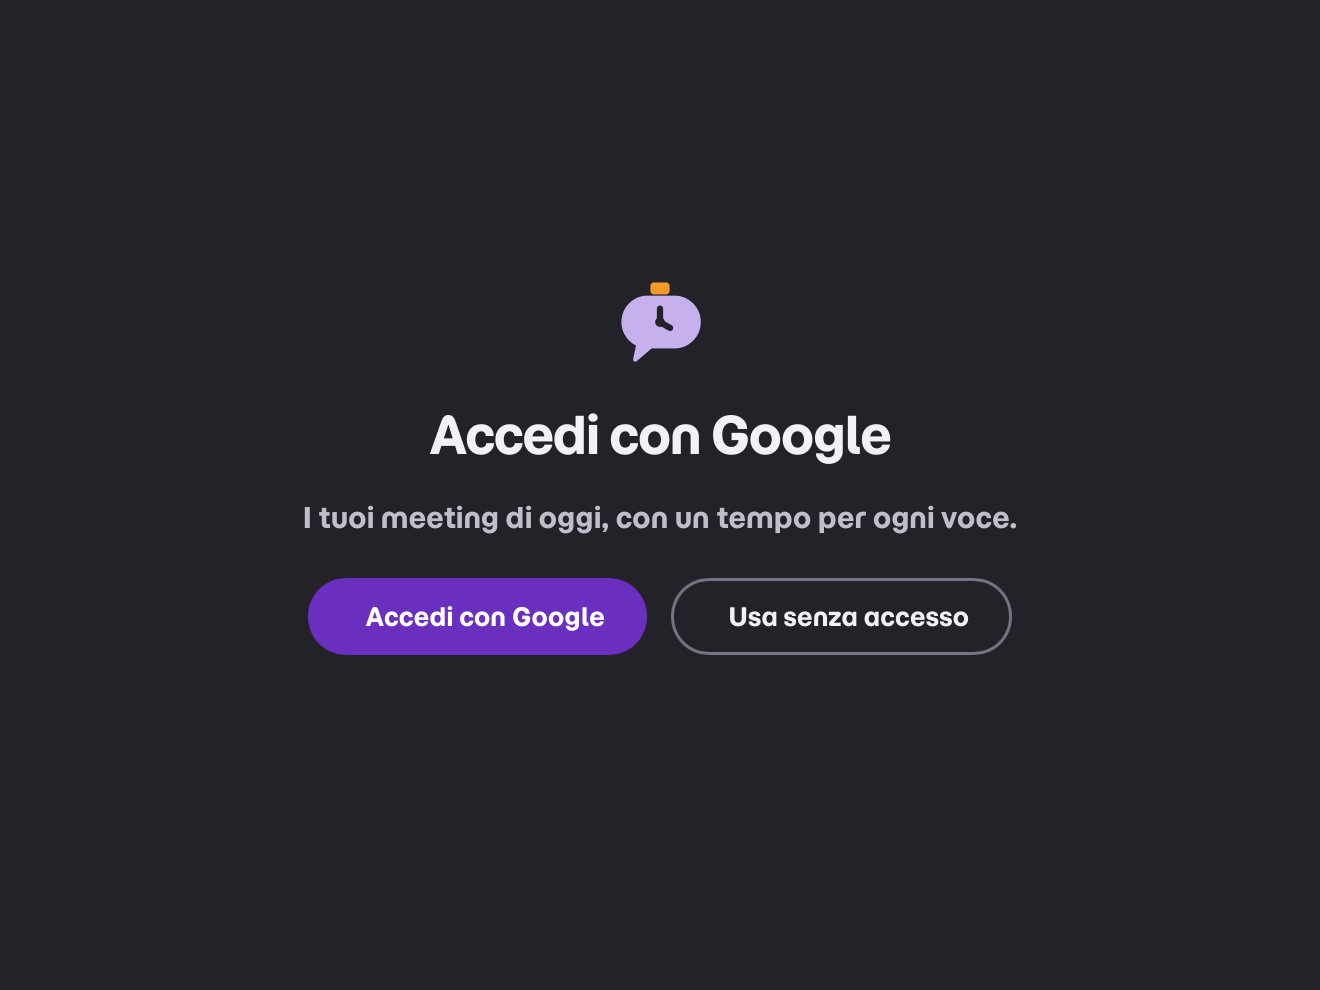 Accedi con Google
I tuoi meeting di oggi, con un tempo per ogni voce.
Accedi con Google
Usa senza accesso